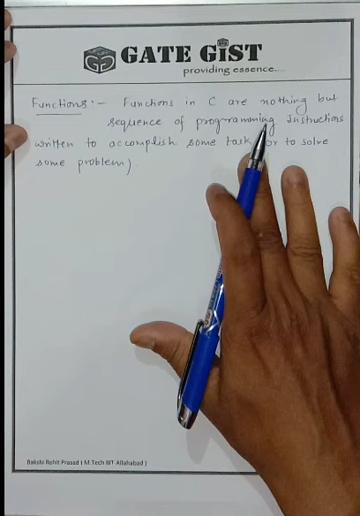 GATE GIST
providing essence....
Functions :- Functions in C are nothing but
sequence of programming Instructions
written to accomplish some task (or to solve
some problem).
Bakshi Rohit Prasad ( M.Tech IIIT Allahabad )